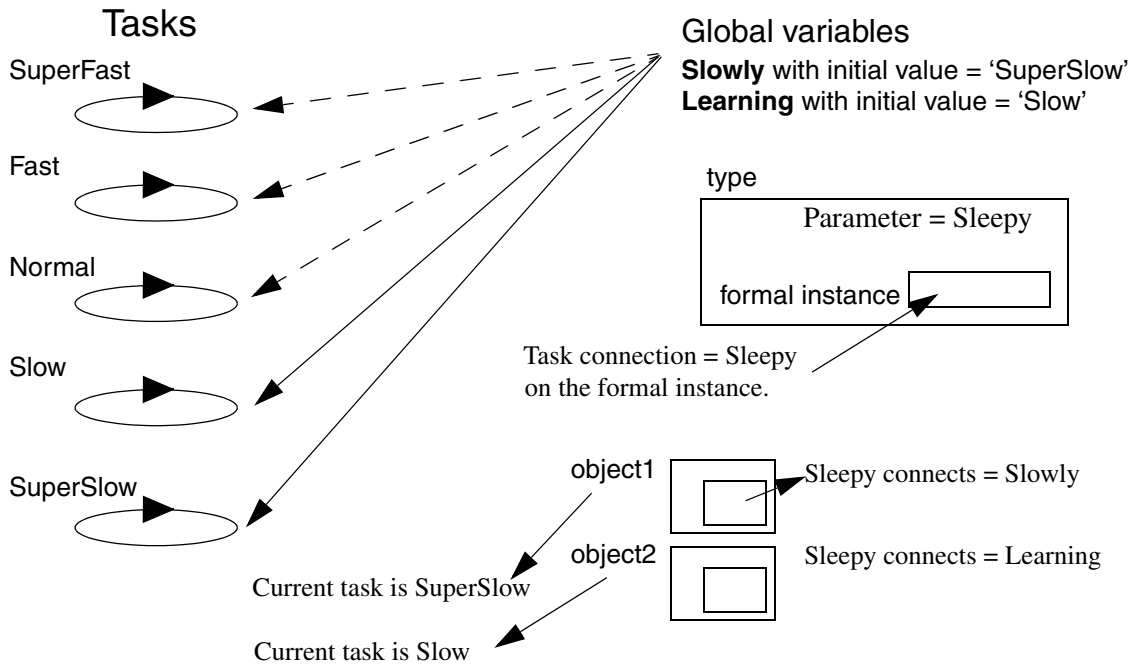 Tasks
SuperFast
Fast
Normal
Slow
SuperSlow
Global variables
Slowly with initial value = ‘SuperSlow’
Learning with initial value = ‘Slow’
type
Parameter = Sleepy
formal instance
Task connection = Sleepy
on the formal instance.
object1
Sleepy connects = Slowly
object2
Sleepy connects = Learning
Current task is SuperSlow
Current task is Slow